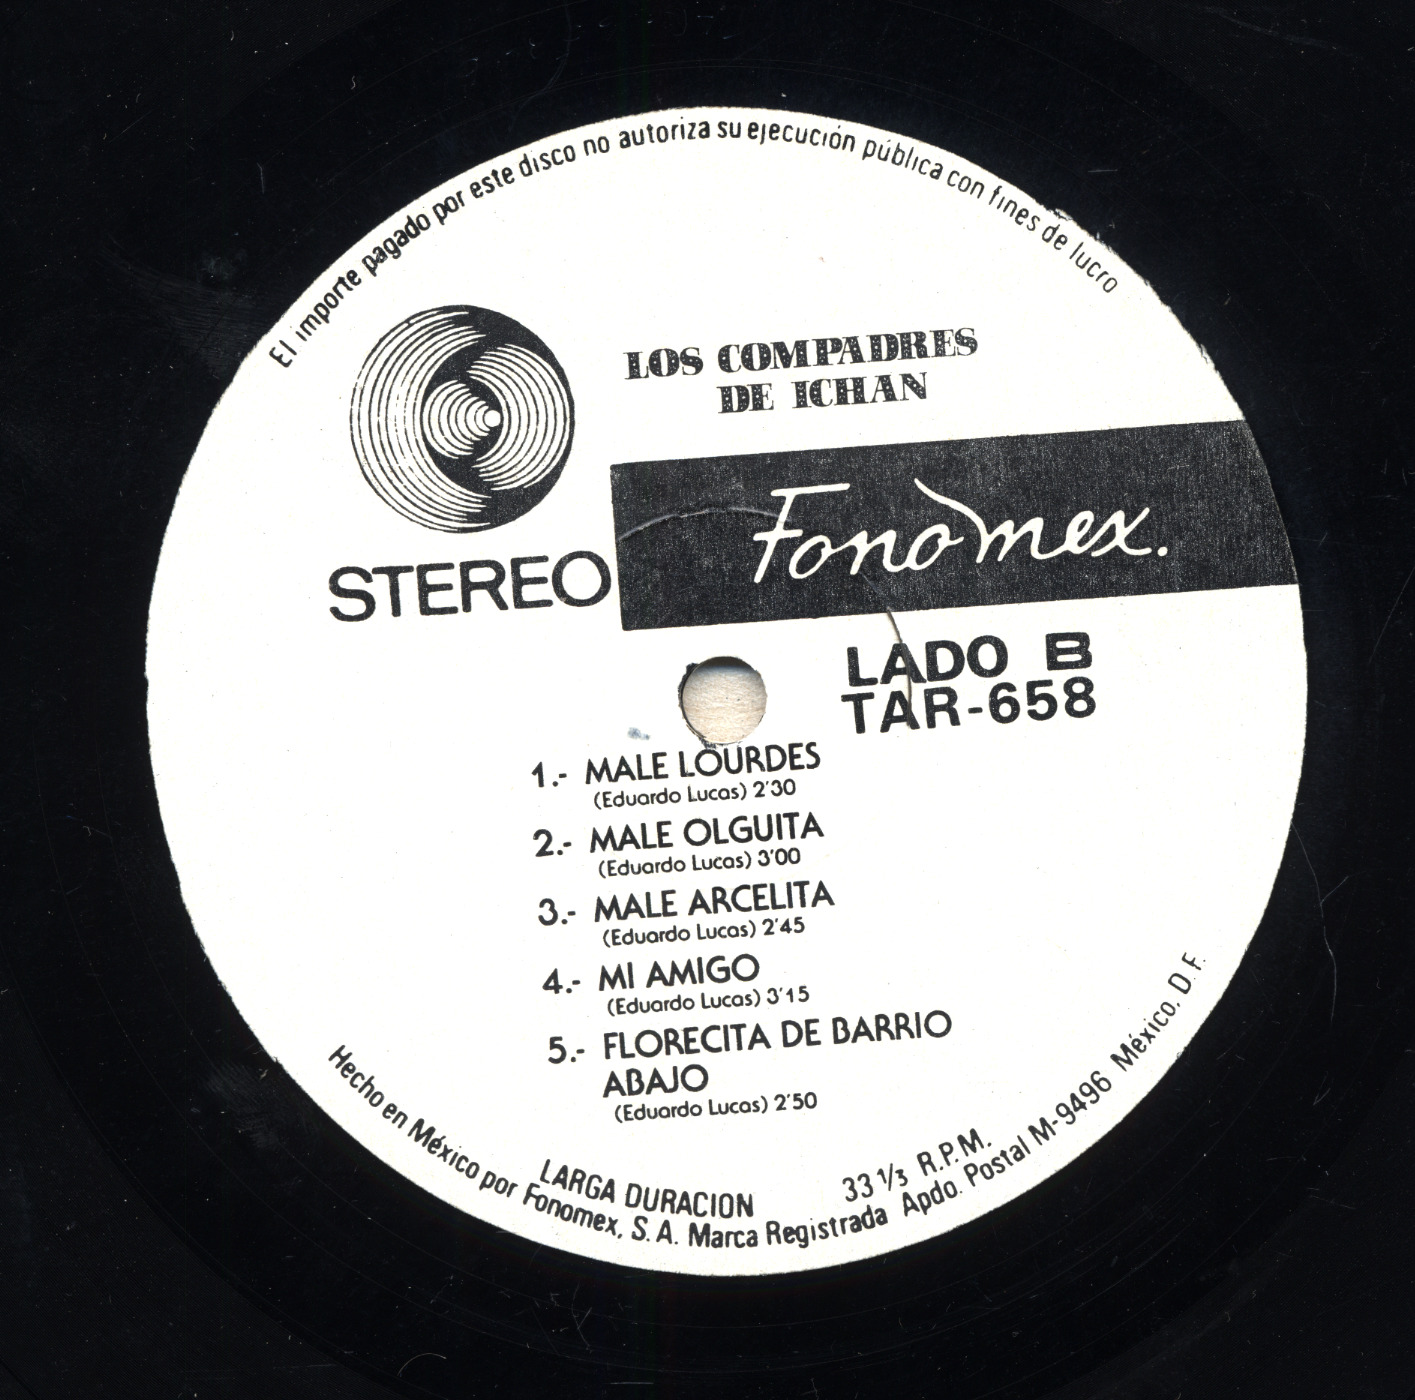 El importe pagado por este disco no autoriza su ejecución pública con fines de lucro
LOS COMPADRES
DE ICHAN
Fonomex.
STEREO
LADO B
TAR-658
1.- MALE LOURDES
(Eduardo Lucas) 2'30
2.- MALE OLGUITA
(Eduardo Lucas) 3'00
3.- MALE ARCELITA
(Eduardo Lucas) 2'45
4.- MI AMIGO
(Eduardo Lucas) 3'15
5.- FLORECITA DE BARRIO
ABAJO
(Eduardo Lucas) 2'50
LARGA DURACION 33 1/3 R.P.M.
Hecho en México por Fonomex, S.A. Marca Registrada Apdo. Postal M-9496 México, D.F.